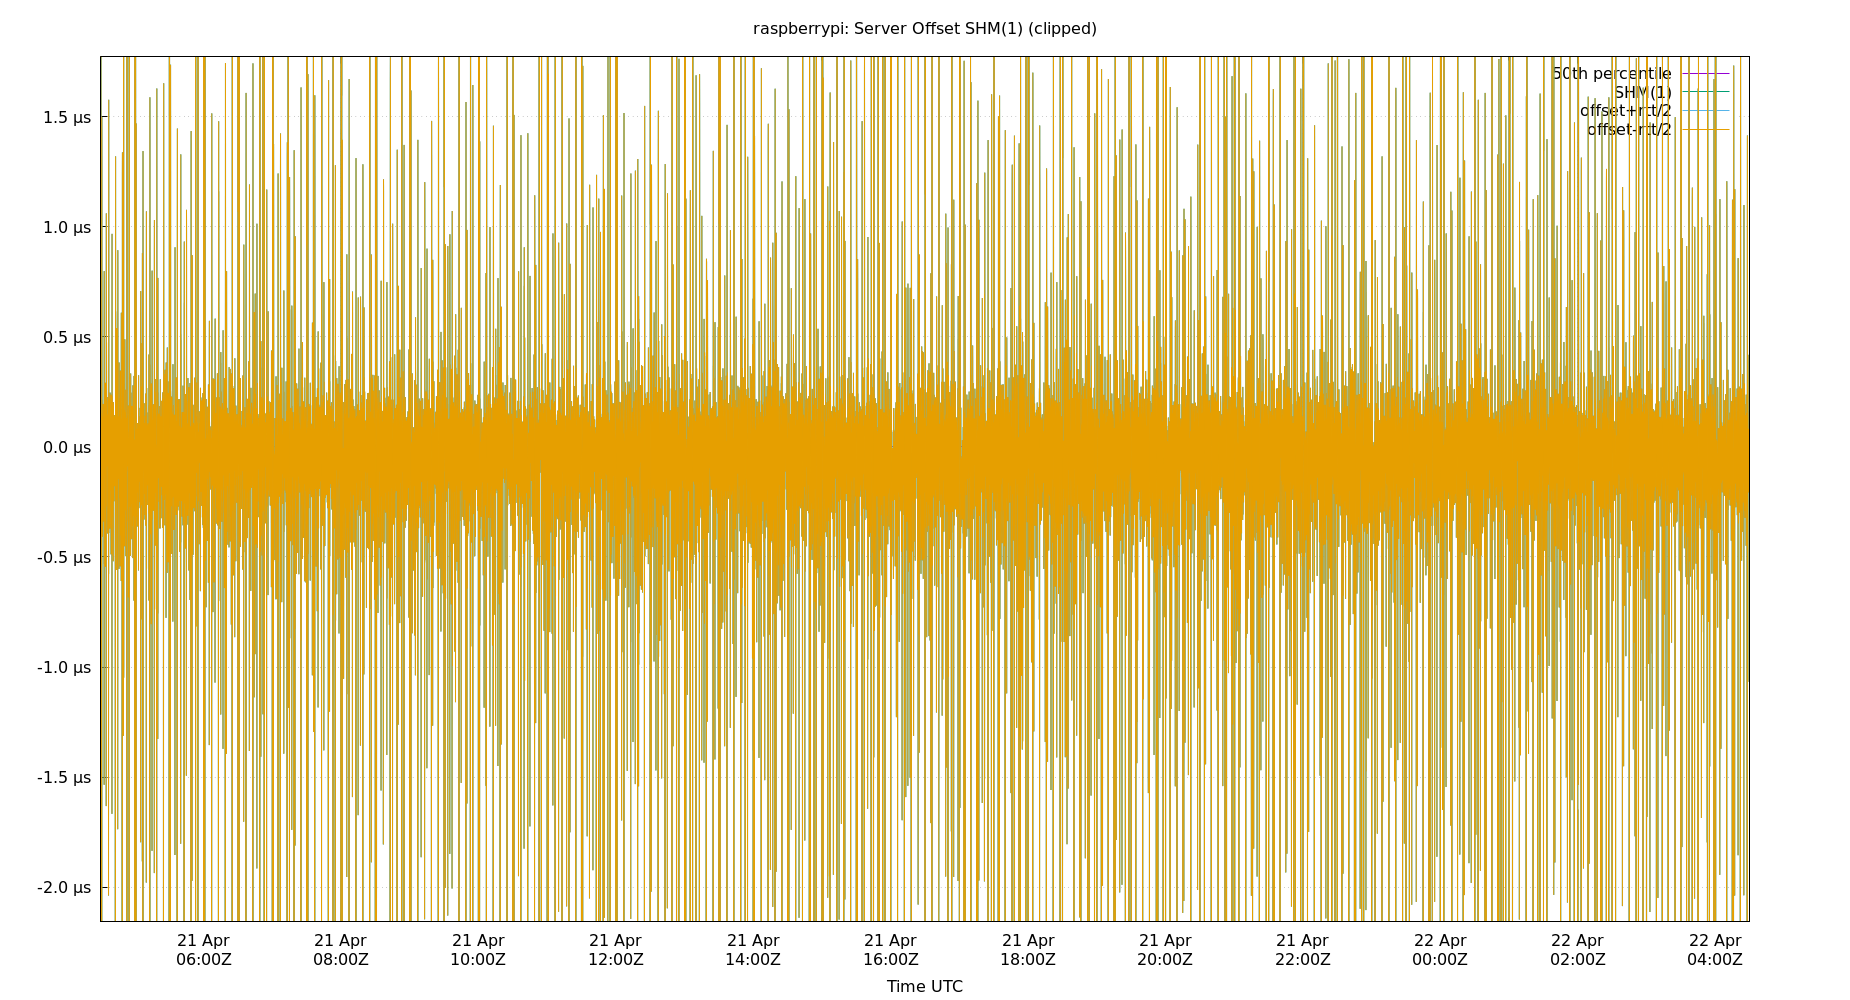 raspberrypi: Server Offset SHM(1) (clipped)
50th percentile
SHM(1)
offset+rtt/2
offset-rtt/2
1.5 µs
1.0 µs
0.5 µs
0.0 µs
-0.5 µs
-1.0 µs
-1.5 µs
-2.0 µs
21 Apr 21 Apr 21 Apr 21 Apr 21 Apr 21 Apr 21 Apr 21 Apr 21 Apr 22 Apr 22 Apr 22 Apr
06:00Z 08:00Z 10:00Z 12:00Z 14:00Z 16:00Z 18:00Z 20:00Z 22:00Z 00:00Z 02:00Z 04:00Z
Time UTC